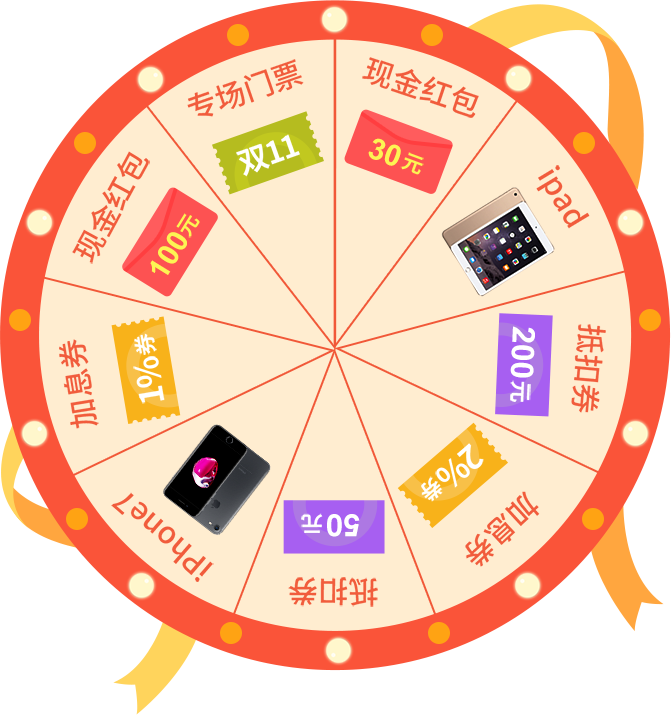 现金红包
30元
ipad
抵扣券
200元
加息券
2%券
抵扣券
50元
iPhone7
加息券
1%券
现金红包
100元
专场门票
双11